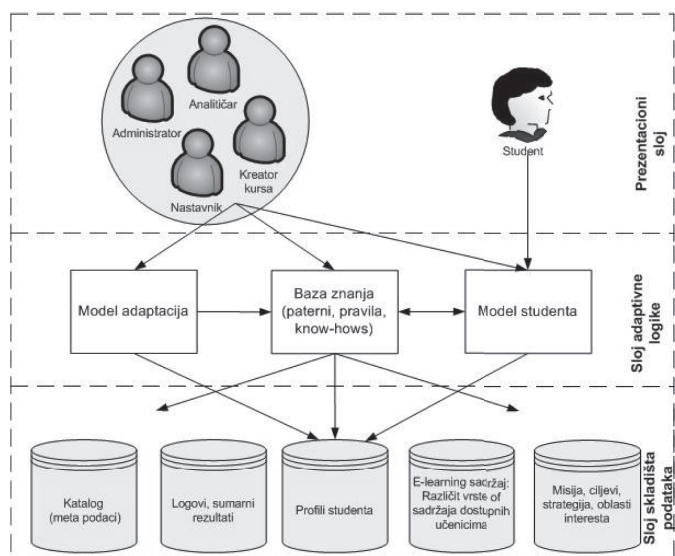 Analitičar
Administrator
Kreator
kursa
Nastavnik
Student
Prezentacioni
sloj
Model adaptacija
Baza znanja
(paterni, pravila,
know-hows)
Model studenta
Sloj adaptivne
logike
Katalog
(meta podaci)
Logovi, sumarni
rezultati
Profili studenta
E-learning sadržaj:
Različit vrste of
sadržaja dostupnih
učenicima
Misija, ciljevi,
strategija, oblasti
interesta
Sloj skladišta
podataka